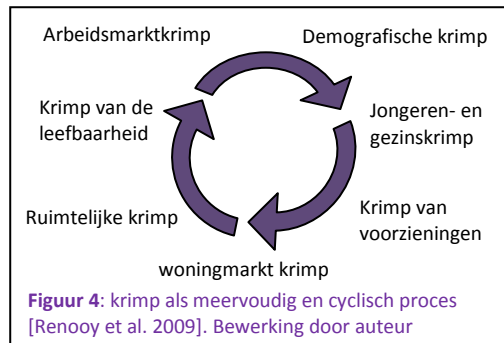 Arbeidsmarktkrimp
Demografische krimp
Jongeren- en
gezinskrimp
Krimp van
voorzieningen
woningmarkt krimp
Ruimtelijke krimp
Krimp van de
leefbaarheid
Figuur 4: krimp als meervoudig en cyclisch proces
[Renooy et al. 2009]. Bewerking door auteur